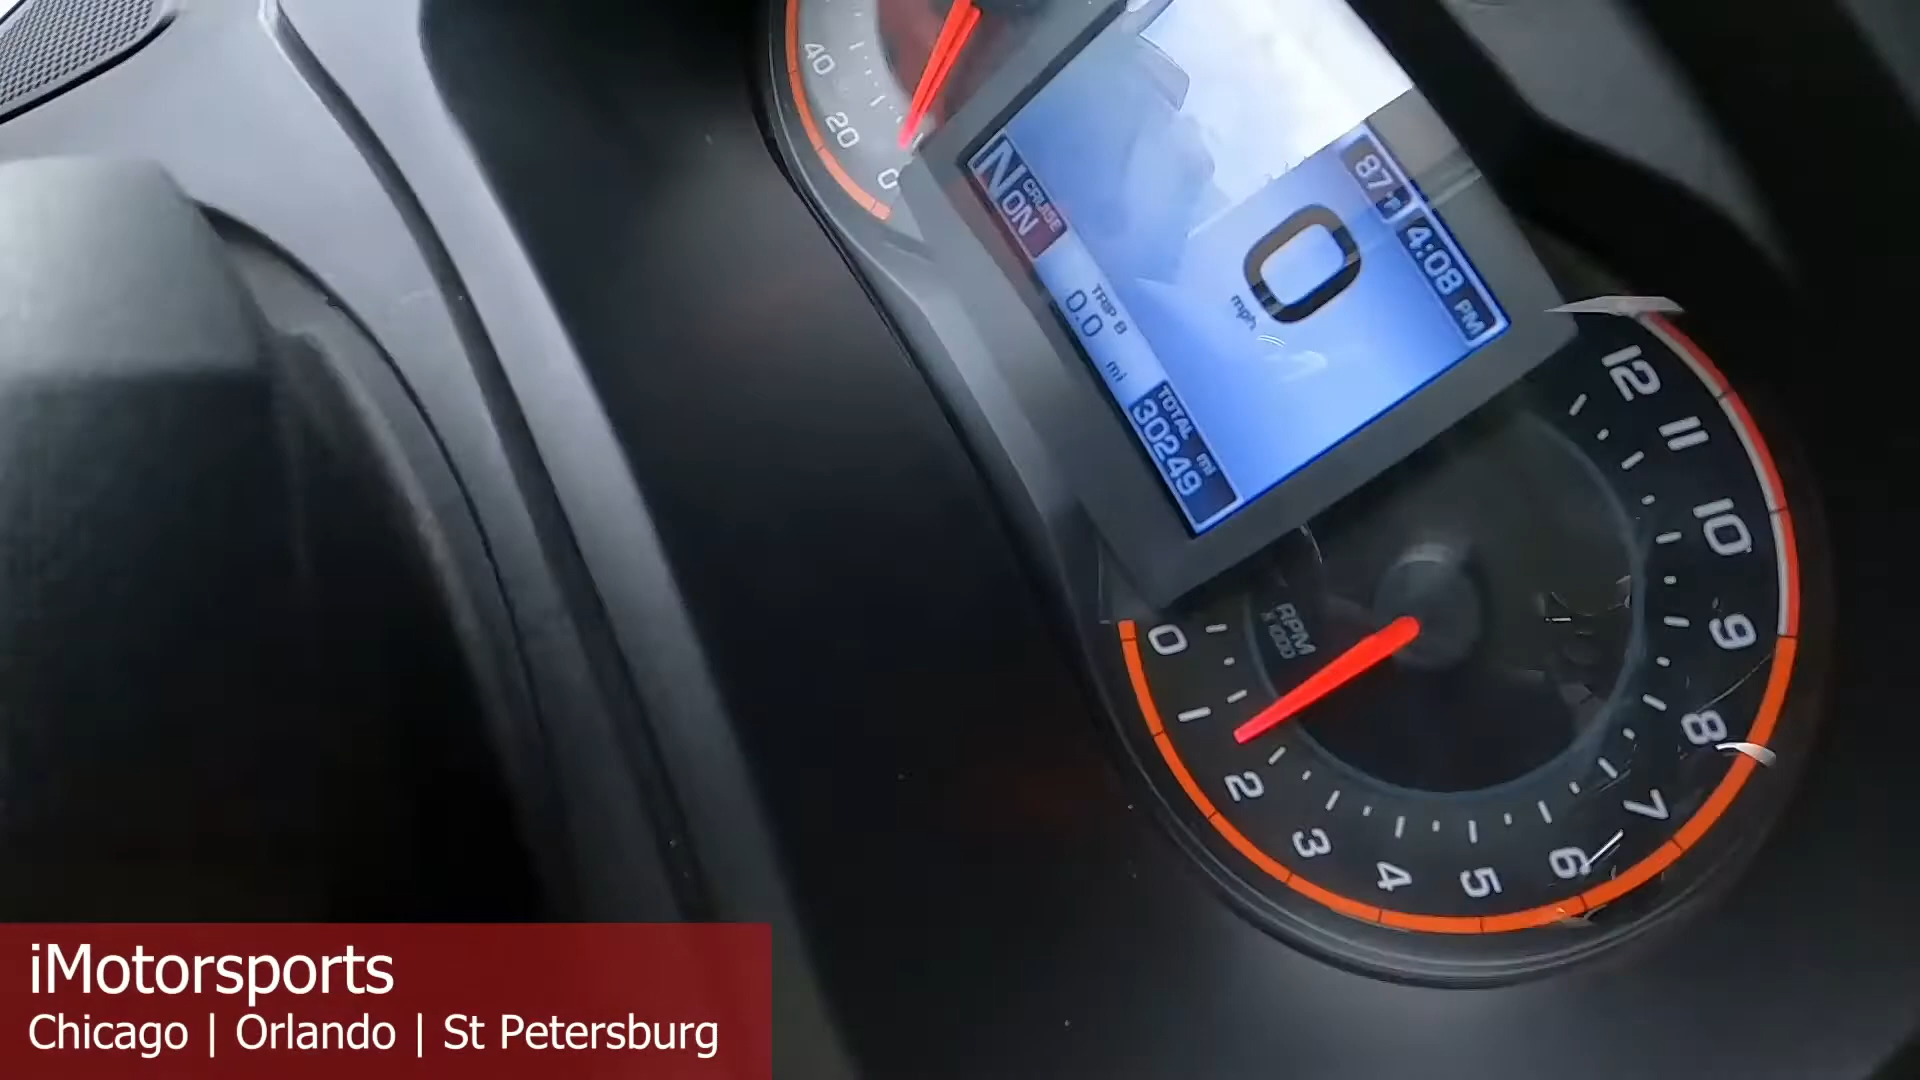 40
20
0
N
CRUISE
ON
87°F
4:08 PM
0
mph
TRIP B
0.0 mi
TOTAL
30249 mi
RPM
x1000
0
1
2
3
4
5
6
7
8
9
10
11
12
iMotorsports
Chicago | Orlando | St Petersburg